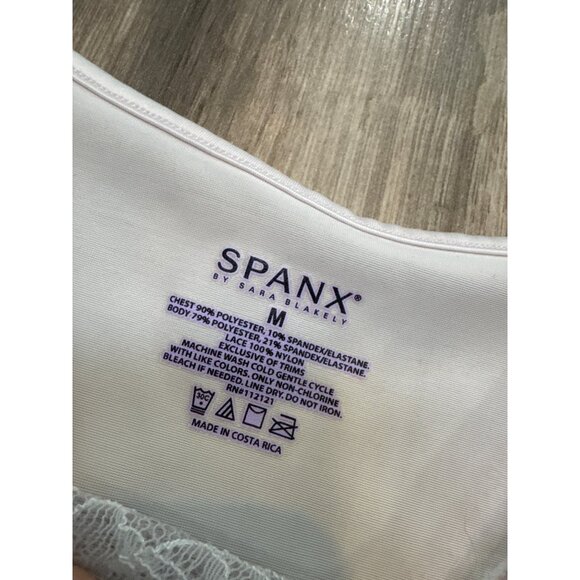 SPANX®
BY SARA BLAKELY
M
CHEST 90% POLYESTER, 10% SPANDEX/ELASTANE.
BODY 79% POLYESTER, 21% SPANDEX/ELASTANE.
LACE 100% NYLON
EXCLUSIVE OF TRIMS
MACHINE WASH COLD GENTLE CYCLE
WITH LIKE COLORS. ONLY NON-CHLORINE
BLEACH IF NEEDED. LINE DRY. DO NOT IRON.
RN#112121
30C
MADE IN COSTA RICA